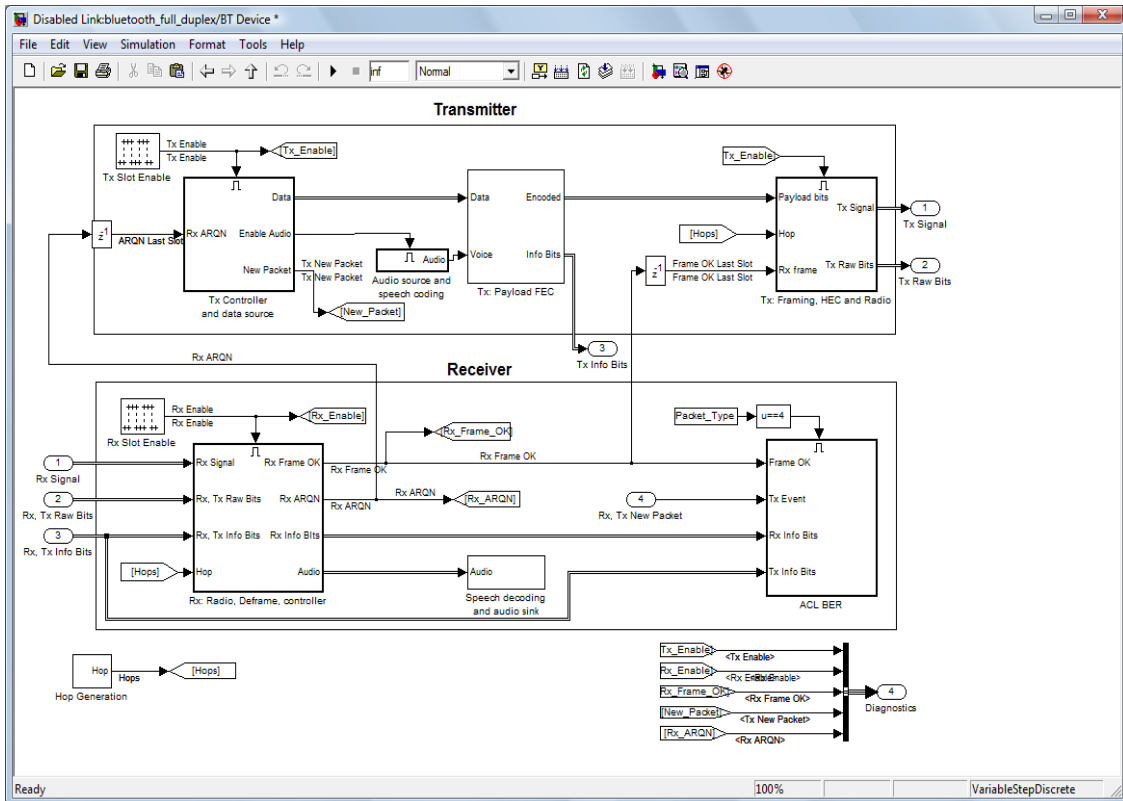 Disabled Link:bluetooth_full_duplex/BT Device *
File Edit View Simulation Format Tools Help
inf Normal
Transmitter
Tx Enable
Tx Enable
[Tx_Enable]
Tx Slot Enable
Tx_Enable]
Data
Data
Encoded
Payload bits
Tx Signal
1
Tx Signal
z-1
ARQN Last Slot
Rx ARQN
Enable Audio
[Hops]
Hop
New Packet
Tx New Packet
Tx New Packet
Audio
Voice
Info Bits
z-1
Frame OK Last Slot
Frame OK Last Slot
Rx frame
Tx Raw Bits
2
Tx Raw Bits
Audio source and
speech coding
Tx: Payload FEC
Tx Controller
and data source
[New_Packet]
Tx: Framing, HEC and Radio
3
Tx Info Bits
Rx ARQN
Receiver
Rx Enable
Rx Enable
[Rx_Enable]
Rx Slot Enable
[Rx_Frame_OK]
Packet_Type
u==4
1
Rx Signal
Rx Signal
Rx Frame OK
Rx Frame OK
Rx Frame OK
Frame OK
2
Rx, Tx Raw Bits
Rx, Tx Raw Bits
Rx ARQN
Rx ARQN
Rx ARQN
[Rx_ARQN]
4
Rx, Tx New Packet
Tx Event
3
Rx, Tx Info Bits
Rx, Tx Info Bits
Rx Info BIts
Rx Info Bits
[Hops]
Hop
Audio
Audio
Tx Info Bits
Rx: Radio, Deframe, controller
Speech decoding
and audio sink
ACL BER
Hop
Hops
[Hops]
Hop Generation
Tx_Enable]
<Tx Enable>
Rx_Enable]
<Rx Enable>
<Rx Enable>
Rx_Frame_OK]
<Rx Frame OK>
[New_Packet]
<Tx New Packet>
[Rx_ARQN]
<Rx ARQN>
4
Diagnostics
Ready
100%
VariableStepDiscrete